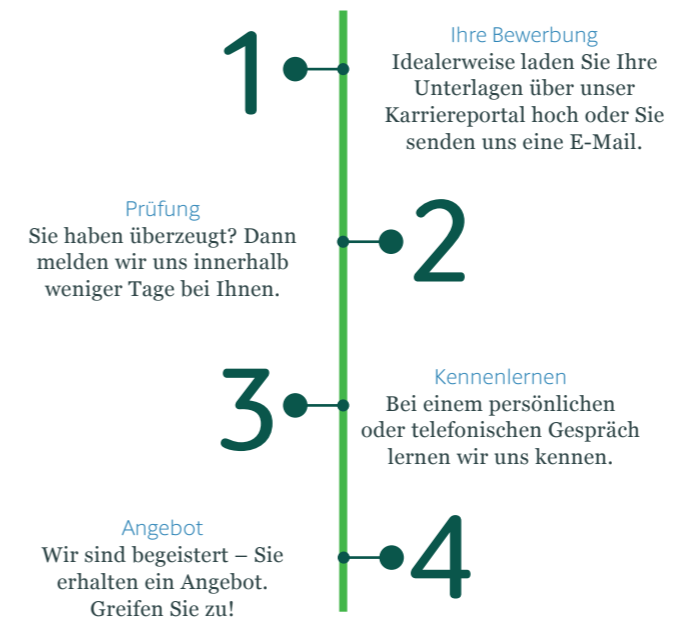 1
Ihre Bewerbung
Idealerweise laden Sie Ihre
Unterlagen über unser
Karriereportal hoch oder Sie
senden uns eine E-Mail.
Prüfung
Sie haben überzeugt? Dann
melden wir uns innerhalb
weniger Tage bei Ihnen.
2
3
Kennenlernen
Bei einem persönlichen
oder telefonischen Gespräch
lernen wir uns kennen.
Angebot
Wir sind begeistert – Sie
erhalten ein Angebot.
Greifen Sie zu!
4